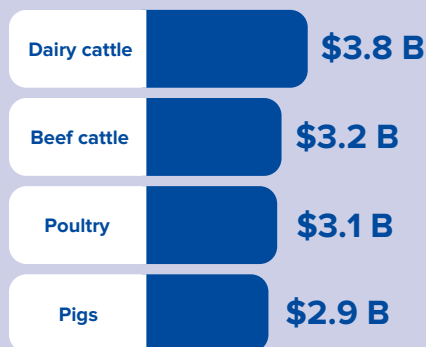 Dairy cattle $3.8 B
Beef cattle $3.2 B
Poultry $3.1 B
Pigs $2.9 B